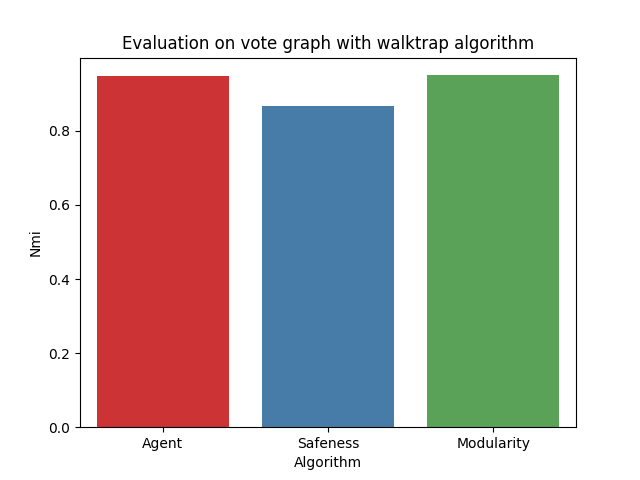 Evaluation on vote graph with walktrap algorithm
Nmi
0.8
0.6
0.4
0.2
0.0
Agent
Safeness
Modularity
Algorithm